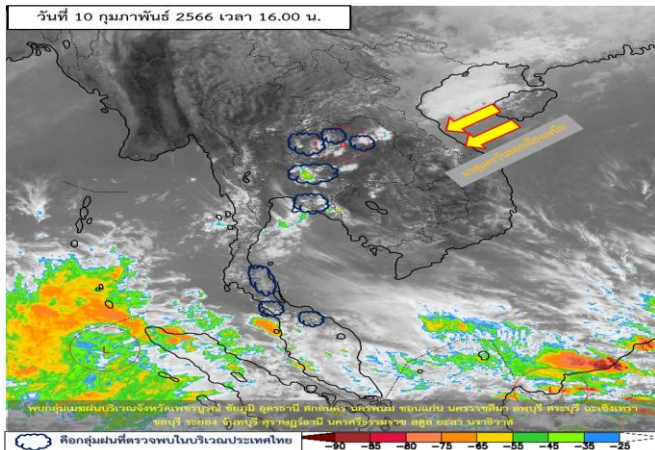 วันที่ 10 กุมภาพันธ์ 2566 เวลา 16.00 น.
L
พบกลุ่มเมฆฝนบริเวณจังหวัดเพชรบูรณ์ ชัยภูมิ อุดรธานี สกลนคร นครพนม ขอนแก่น นครราชสีมา ลพบุรี สระบุรี ฉะเชิงเทรา
ชลบุรี ระยอง จันทบุรี สุราษฎร์ธานี นครศรีธรรมราช สตูล ยะลา นราธิวาส
คือกลุ่มฝนที่ตรวจพบในบริเวณประเทศไทย
-90 -85 -80 -75 -65 -55 -45 -35 -25